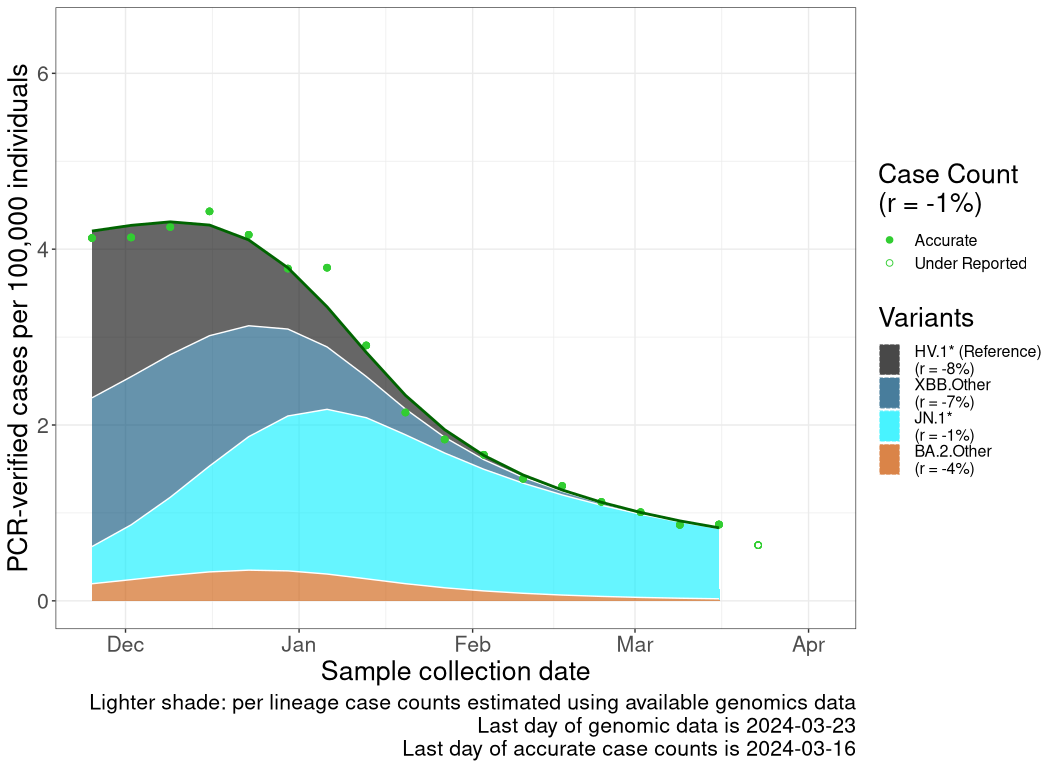 PCR-verified cases per 100,000 individuals
6
4
2
0
Dec Jan Feb Mar Apr
Sample collection date
Lighter shade: per lineage case counts estimated using available genomics data
Last day of genomic data is 2024-03-23
Last day of accurate case counts is 2024-03-16
Case Count
(r = -1%)
Accurate
Under Reported
Variants
HV.1* (Reference)
(r = -8%)
XBB.Other
(r = -7%)
JN.1*
(r = -1%)
BA.2.Other
(r = -4%)